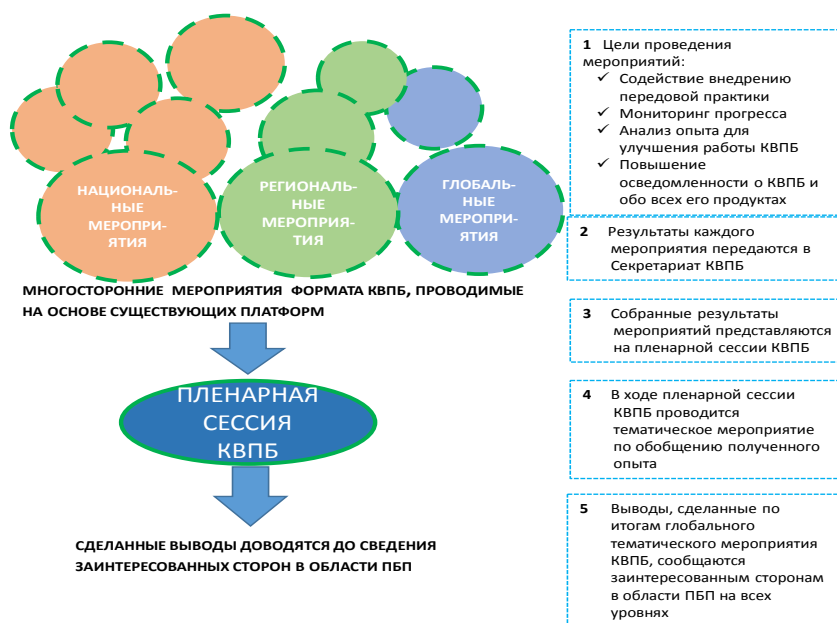 НАЦИОНАЛЬ-
НЫЕ
МЕРОПРИ-
ЯТИЯ
РЕГИОНАЛЬ-
НЫЕ
МЕРОПРИЯ-
ТИЯ
ГЛОБАЛЬ-
НЫЕ
МЕРОПРИ-
ЯТИЯ
МНОГОСТОРОННИЕ МЕРОПРИЯТИЯ ФОРМАТА КВПБ, ПРОВОДИМЫЕ
НА ОСНОВЕ СУЩЕСТВУЮЩИХ ПЛАТФОРМ
ПЛЕНАРНАЯ
СЕССИЯ
КВПБ
СДЕЛАННЫЕ ВЫВОДЫ ДОВОДЯТСЯ ДО СВЕДЕНИЯ
ЗАИНТЕРЕСОВАННЫХ СТОРОН В ОБЛАСТИ ПБП
1 Цели проведения
мероприятий:
✓ Содействие внедрению
передовой практики
✓ Мониторинг прогресса
✓ Анализ опыта для
улучшения работы КВПБ
✓ Повышение
осведомленности о КВПБ и
обо всех его продуктах
2 Результаты каждого
мероприятия передаются в
Секретариат КВПБ
3 Собранные результаты
мероприятий представляются
на пленарной сессии КВПБ
4 В ходе пленарной сессии
КВПБ проводится
тематическое мероприятие
по обобщению полученного
опыта
5 Выводы, сделанные по
итогам глобального
тематического мероприятия
КВПБ, сообщаются
заинтересованным сторонам
в области ПБП на всех
уровнях